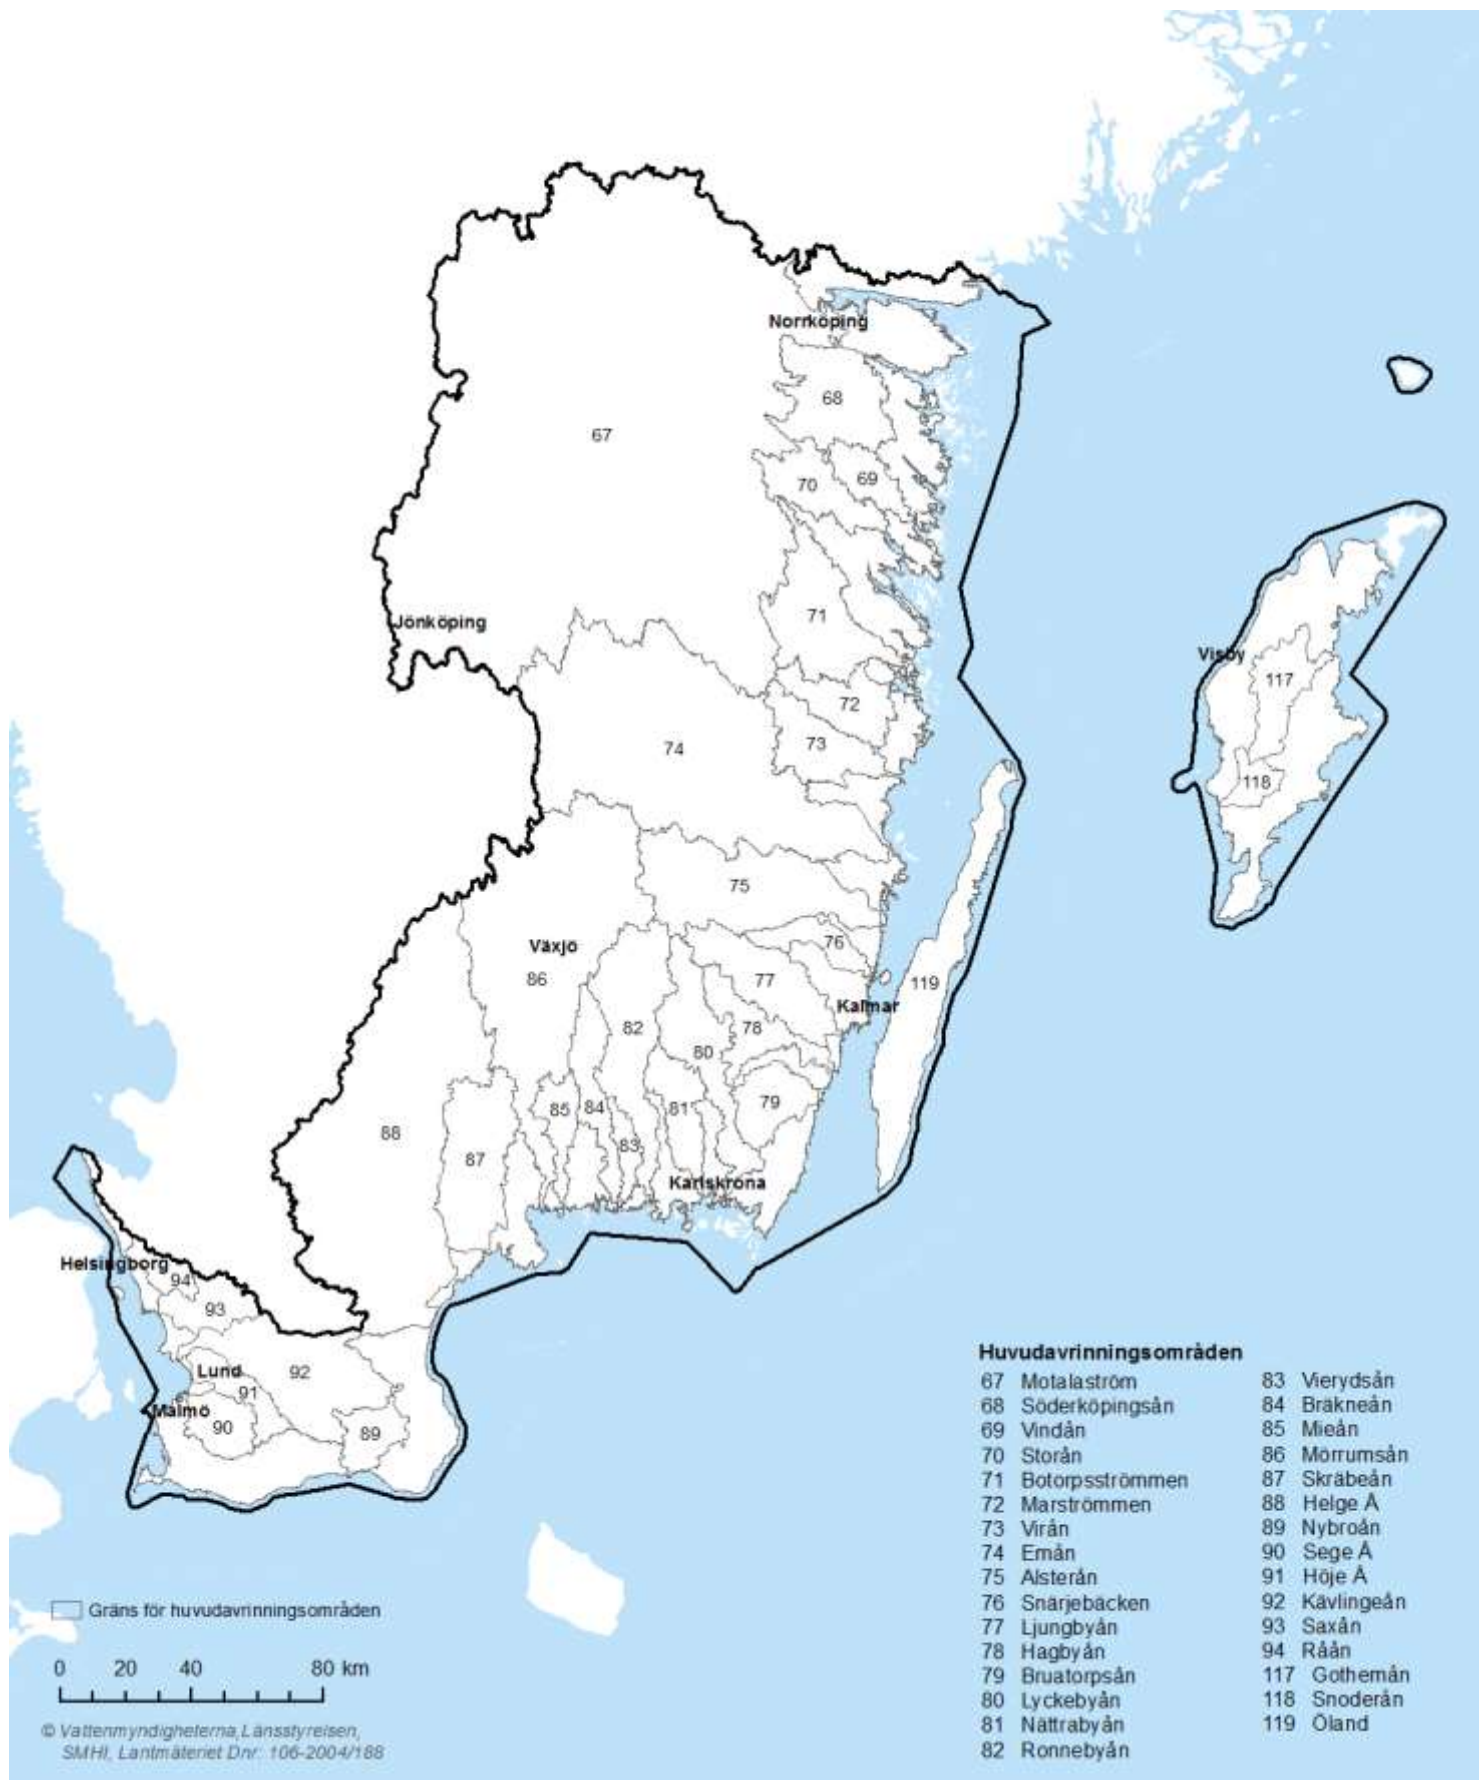 Norrköping
68
67
70
69
71
Jönköping
Visby
117
72
73
74
118
75
Växjö
76
86
77
119
Kalmar
82
78
80
85
84
81
79
88
83
87
Karlskrona
Helsingborg
94
93
Lund
92
91
Malmö
90
89
Huvudavrinningsområden
67 Motalaström
68 Söderköpingsån
69 Vindån
70 Storån
71 Botorpsströmmen
72 Marströmmen
73 Virån
74 Emån
75 Alsterån
76 Snärjebäcken
77 Ljungbyån
78 Hagbyån
79 Bruatorpsån
80 Lyckebyån
81 Nättrabyån
82 Ronnebyån
83 Vierydsån
84 Bräkneån
85 Mieån
86 Mörrumsån
87 Skräbeån
88 Helge Å
89 Nybroån
90 Sege Å
91 Höje Å
92 Kävlingeån
93 Saxån
94 Råån
117 Gothemån
118 Snoderån
119 Öland
Gräns för huvudavrinningsområden
0 20 40 80 km
© Vattenmyndigheterna, Länsstyrelsen,
SMHI, Lantmäteriet Dnr: 106-2004/188